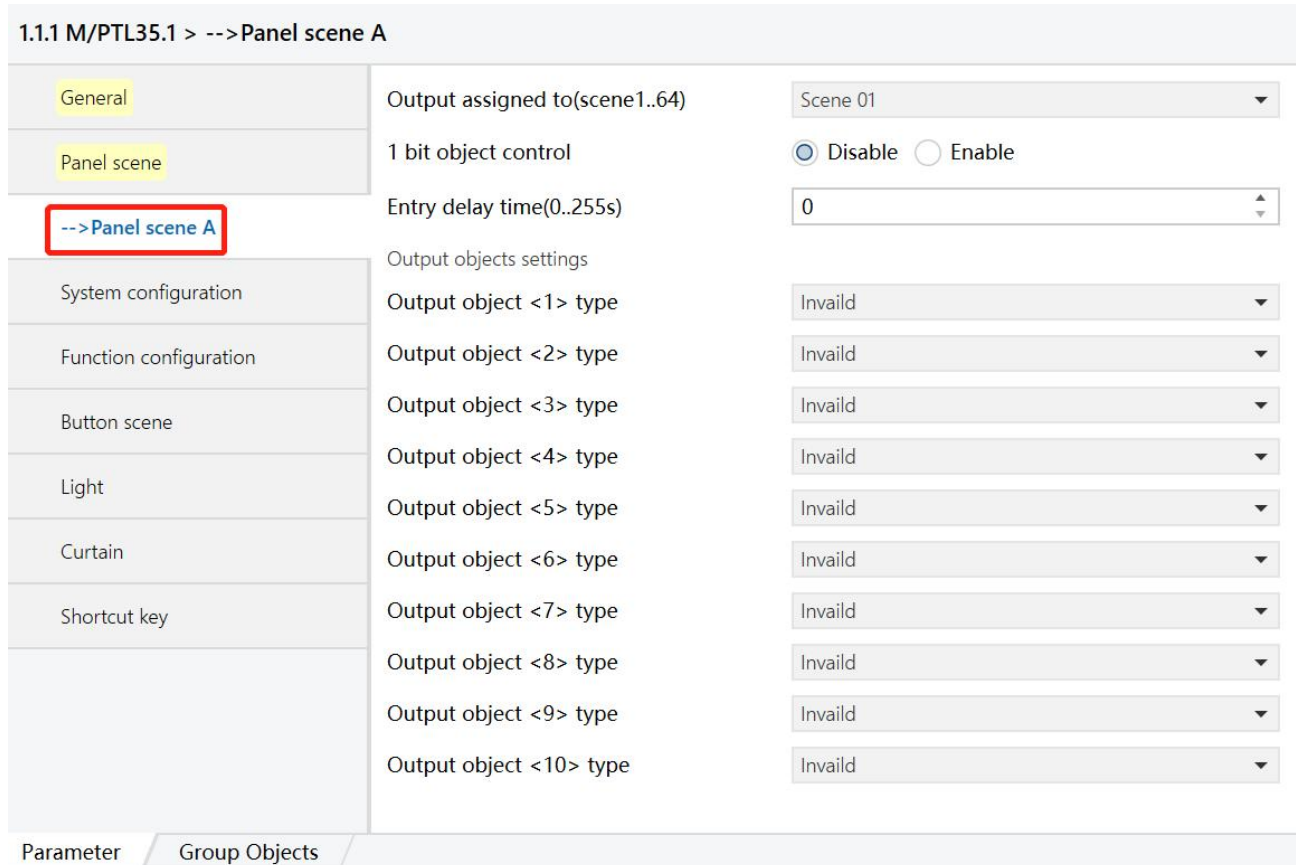 1.1.1 M/PTL35.1 > -->Panel scene A
General
Panel scene
-->Panel scene A
System configuration
Function configuration
Button scene
Light
Curtain
Shortcut key
Output assigned to(scene1..64) Scene 01
1 bit object control Disable Enable
Entry delay time(0..255s) 0
Output objects settings
Output object <1> type Invaild
Output object <2> type Invaild
Output object <3> type Invaild
Output object <4> type Invaild
Output object <5> type Invaild
Output object <6> type Invaild
Output object <7> type Invaild
Output object <8> type Invaild
Output object <9> type Invaild
Output object <10> type Invaild
Parameter Group Objects